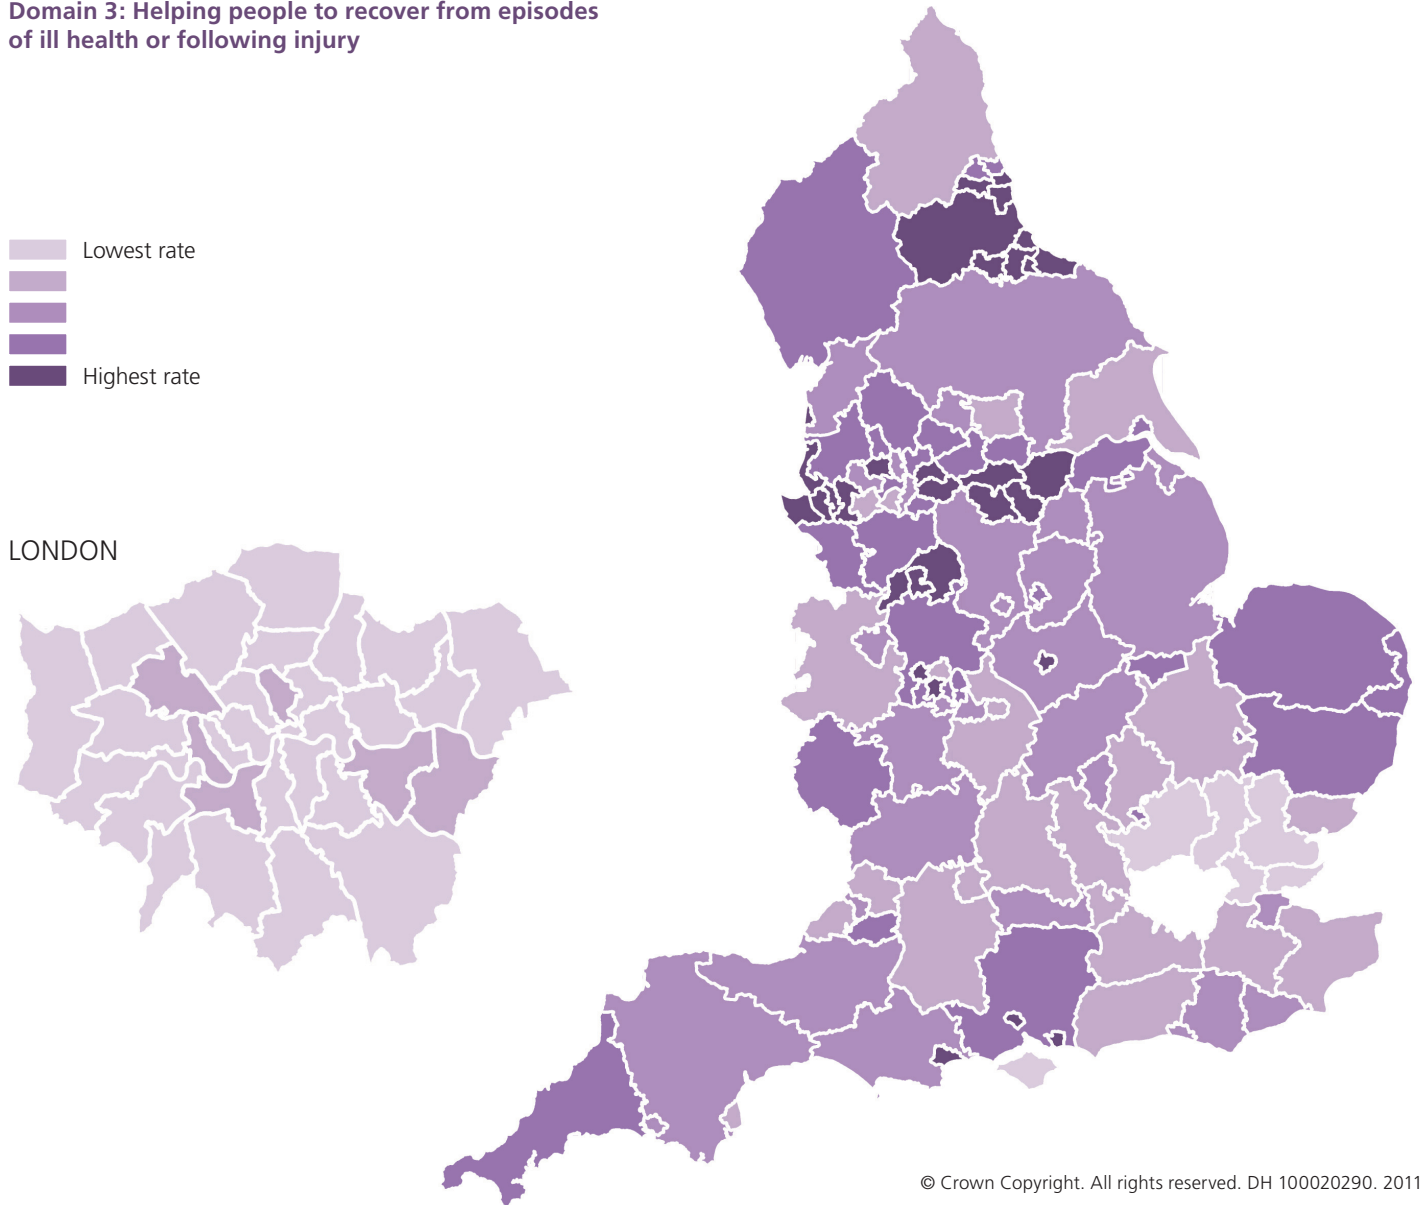 Domain 3: Helping people to recover from episodes
of ill health or following injury
Lowest rate
Highest rate
LONDON
© Crown Copyright. All rights reserved. DH 100020290. 2011